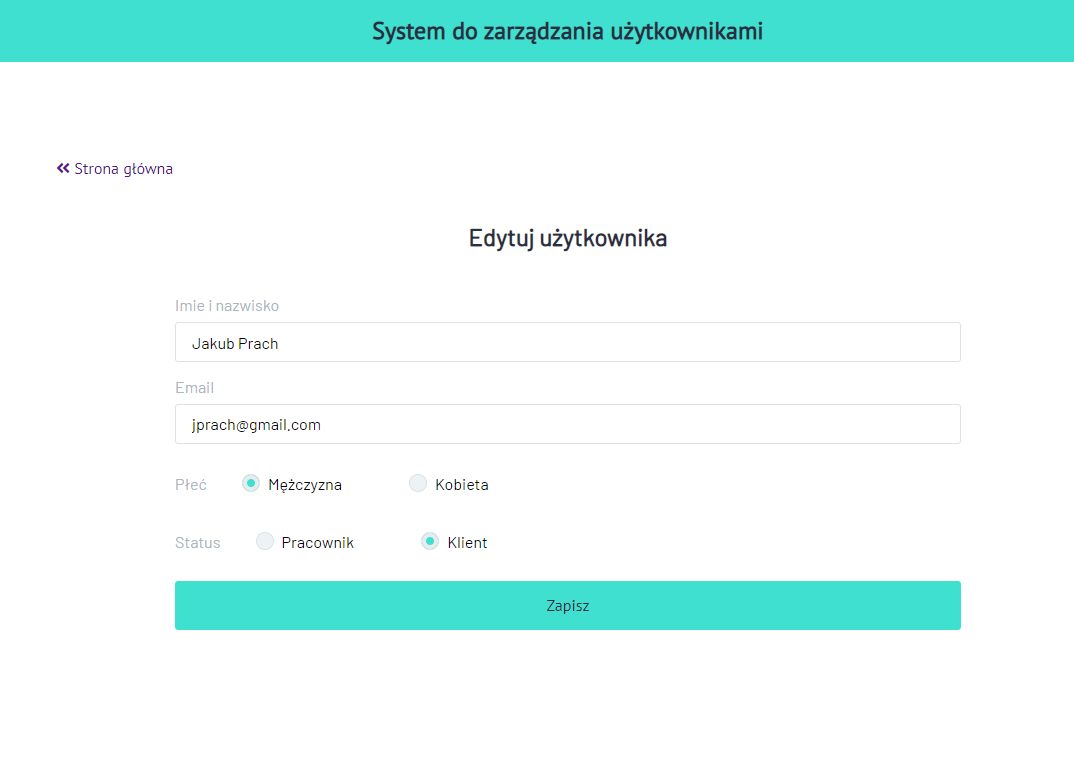 System do zarządzania użytkownikami
Strona główna
Edytuj użytkownika
Imie i nazwisko
Jakub Prach
Email
jprach@gmail.com
Płeć Mężczyzna Kobieta
Status Pracownik Klient
Zapisz